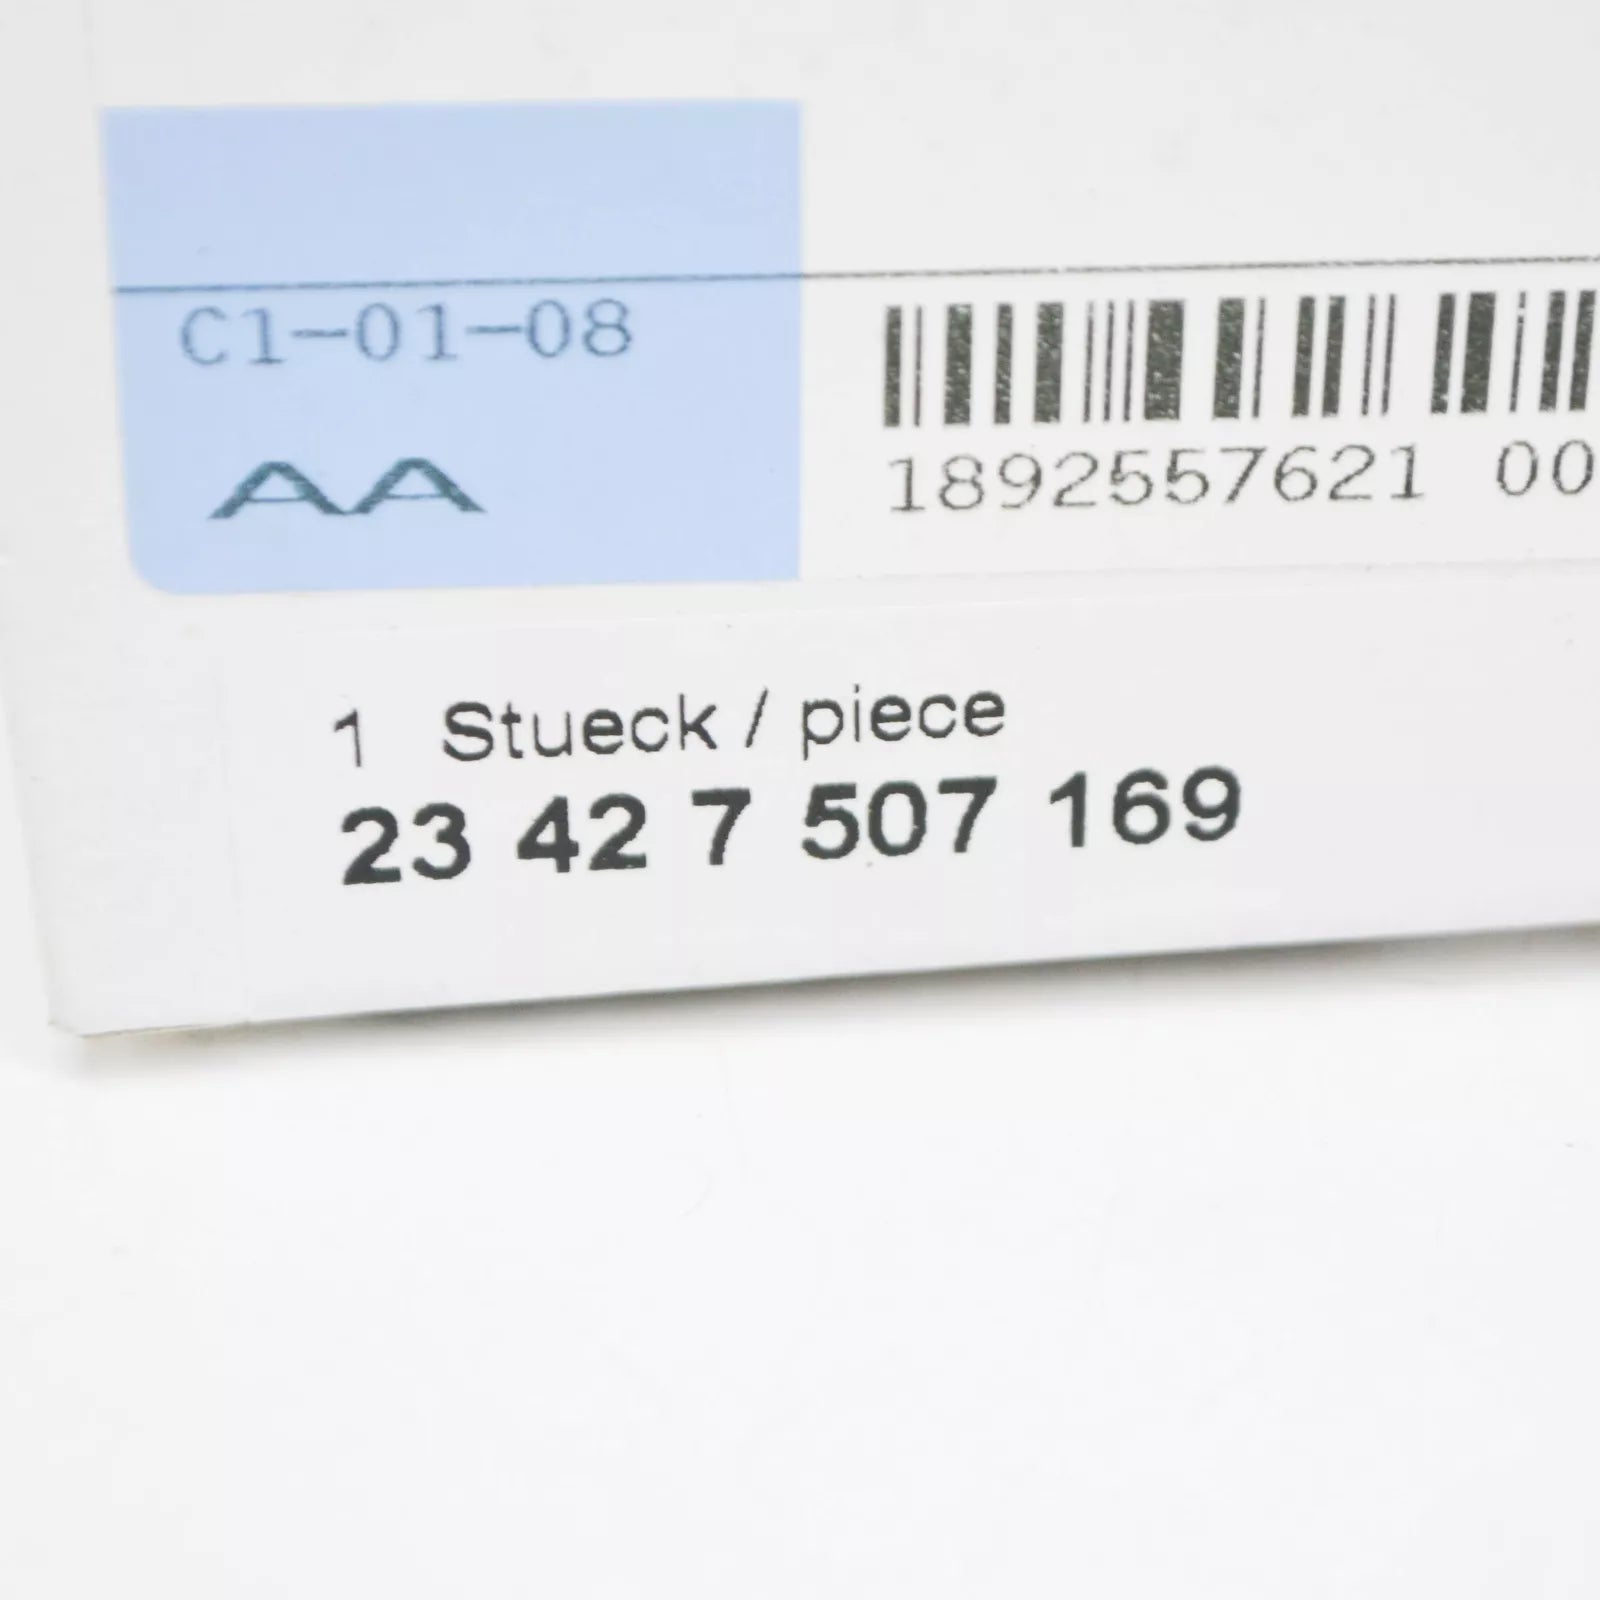 C1-01-08
AA
1892557621 00
1 Stueck / piece
23 42 7 507 169